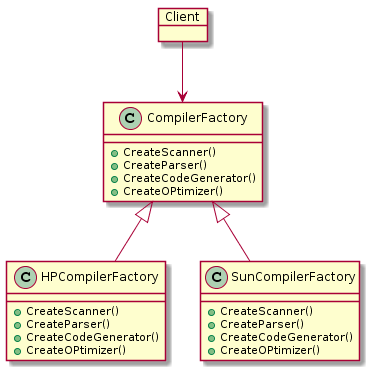 Client
C CompilerFactory
CreateScanner()
CreateParser()
CreateCodeGenerator()
CreateOPtimizer()
C HPCompilerFactory
CreateScanner()
CreateParser()
CreateCodeGenerator()
CreateOPtimizer()
C SunCompilerFactory
CreateScanner()
CreateParser()
CreateCodeGenerator()
CreateOPtimizer()